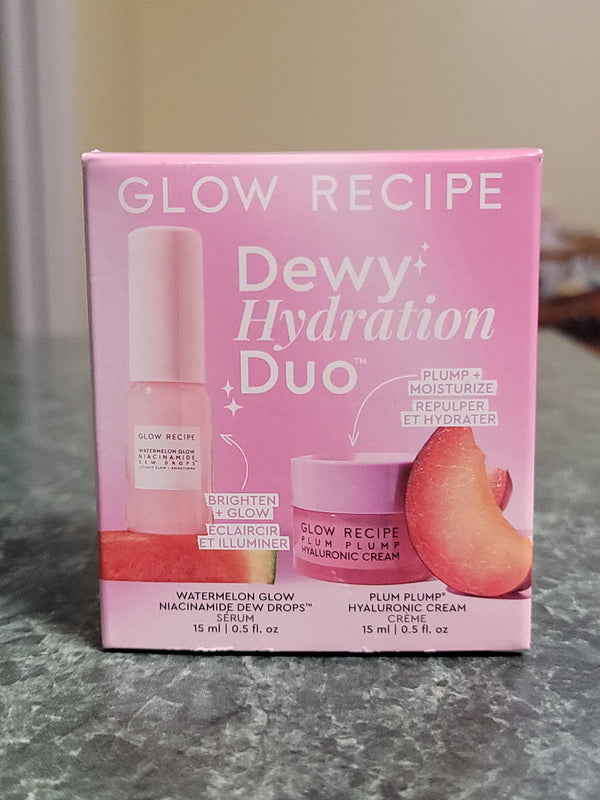 GLOW RECIPE
Dewy
Hydration
Duo™
PLUMP +
MOISTURIZE
REPULPER
ET HYDRATER
GLOW RECIPE
WATERMELON GLOW
NIACINAMIDE
DEW DROPS™
BRIGHTEN
+ GLOW
ÉCLAIRCIR
ET ILLUMINER
GLOW RECIPE
PLUM PLUMP
HYALURONIC CREAM
WATERMELON GLOW
NIACINAMIDE DEW DROPS™
SÉRUM
15 ml | 0.5 fl. oz
PLUM PLUMP®
HYALURONIC CREAM
CRÈME
15 ml | 0.5 fl. oz